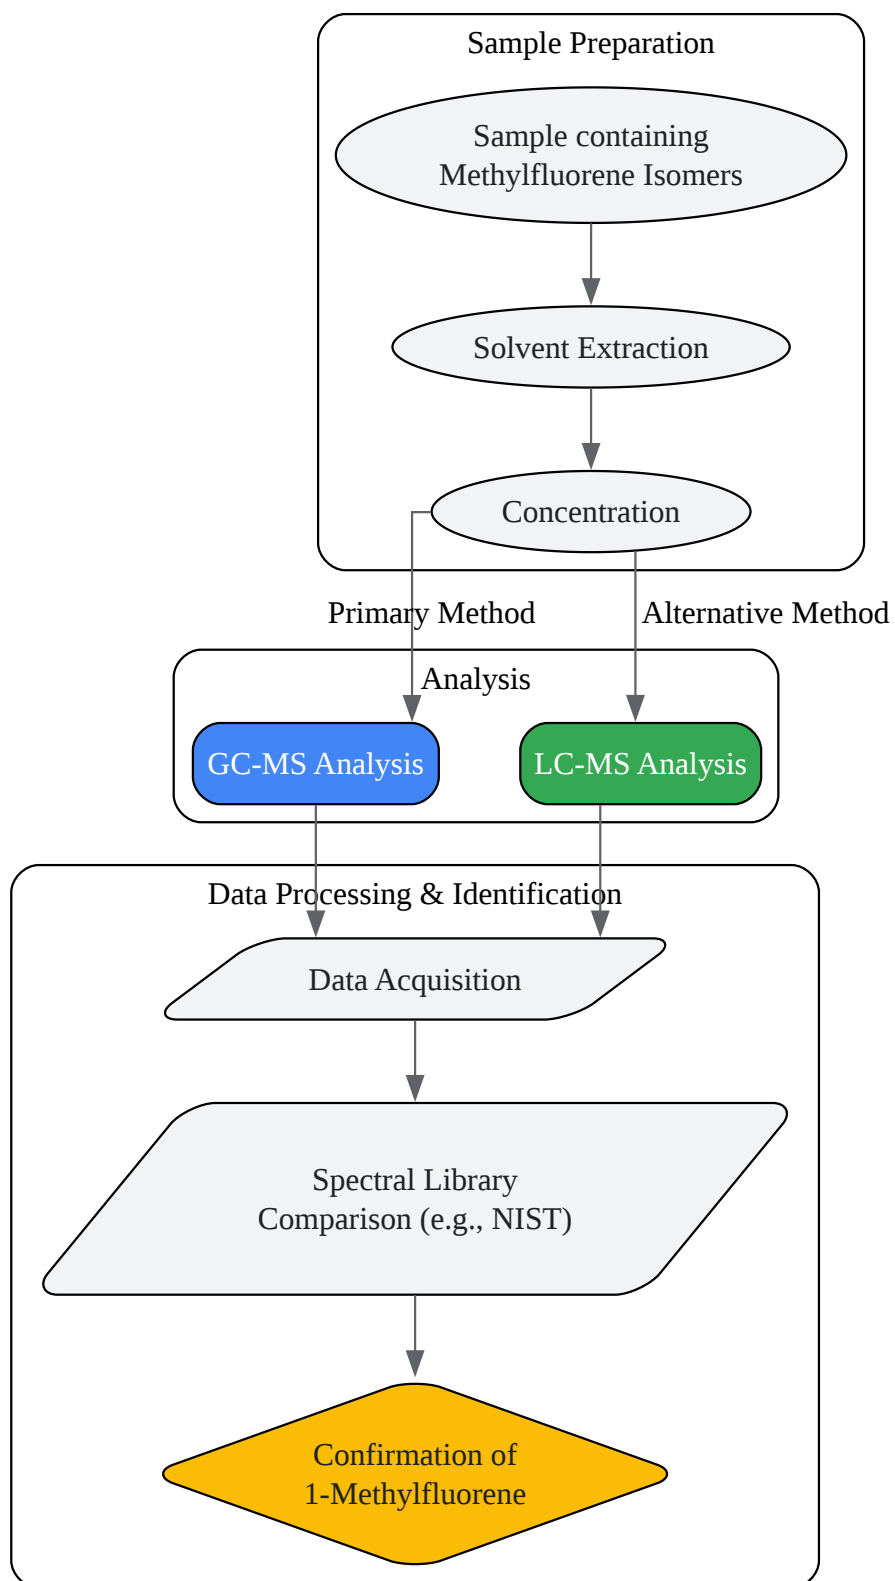 Sample Preparation
Sample containing
Methylfluorene Isomers
Solvent Extraction
Concentration
Primary Method
Alternative Method
Analysis
GC-MS Analysis
LC-MS Analysis
Data Processing & Identification
Data Acquisition
Spectral Library
Comparison (e.g., NIST)
Confirmation of
1-Methylfluorene